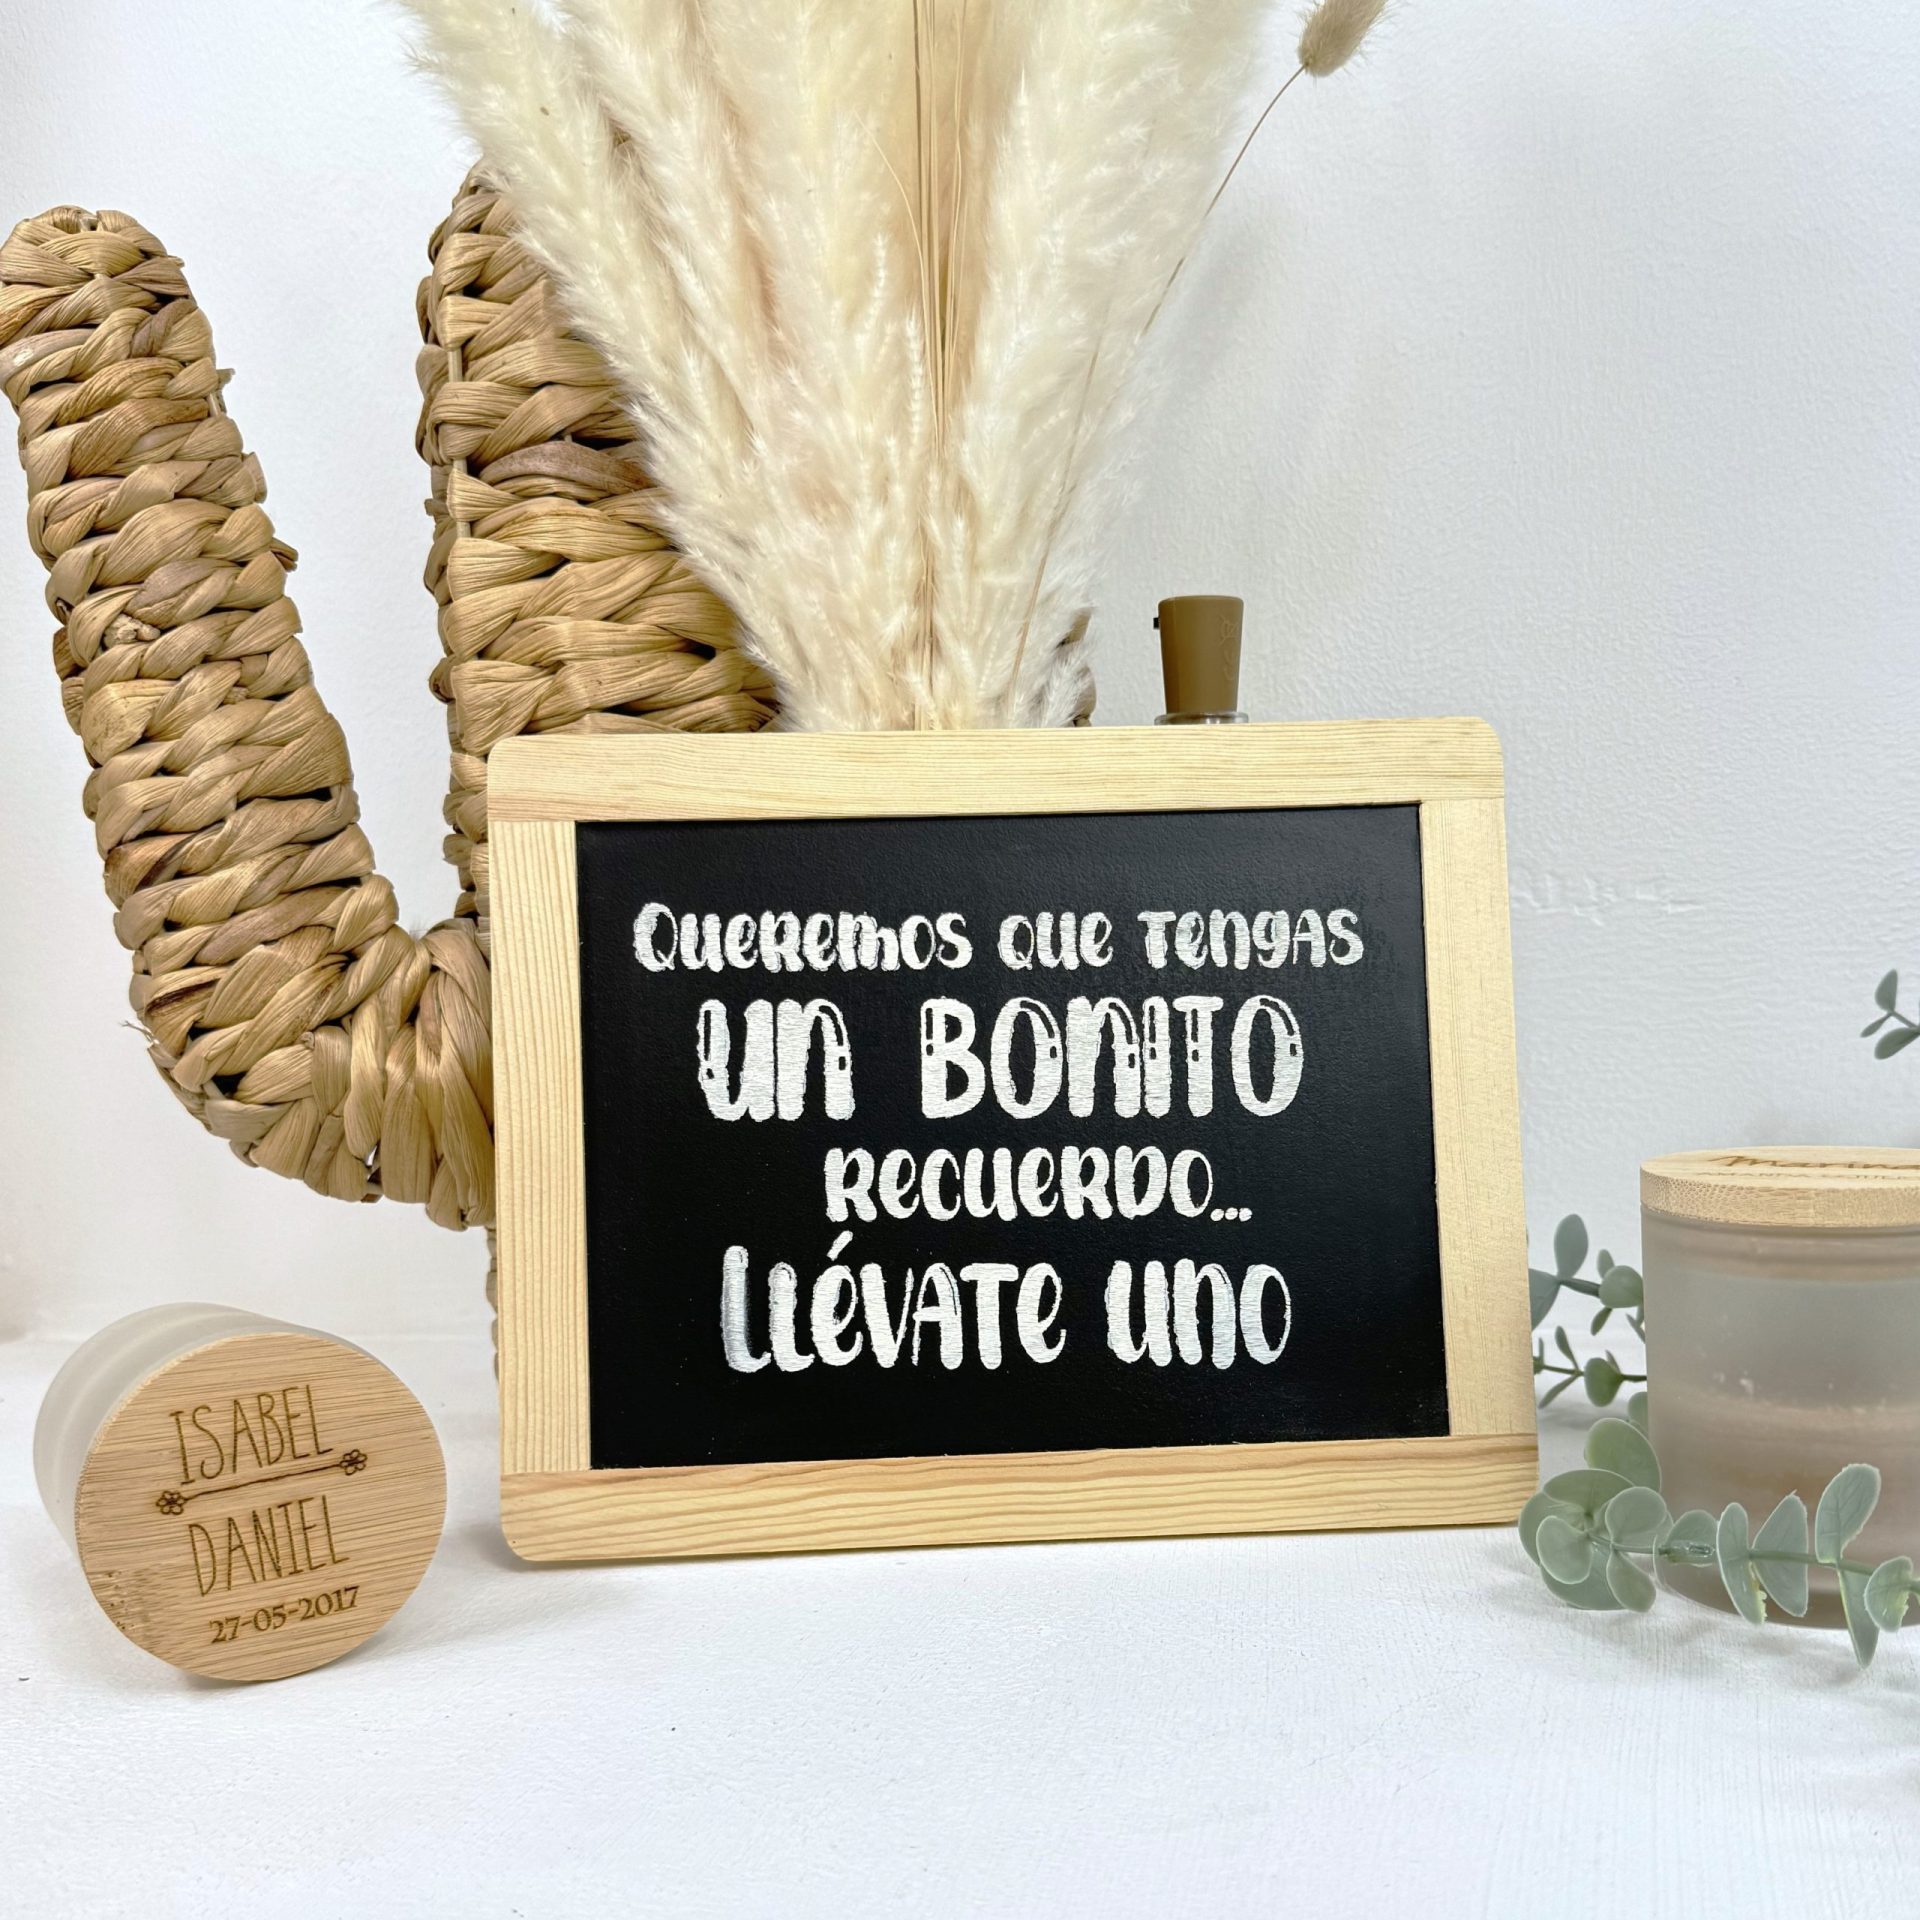 Queremos que tengas
UN BONITO
Recuerdo...
Llévate uno
ISABEL
DANIEL
27-05-2017